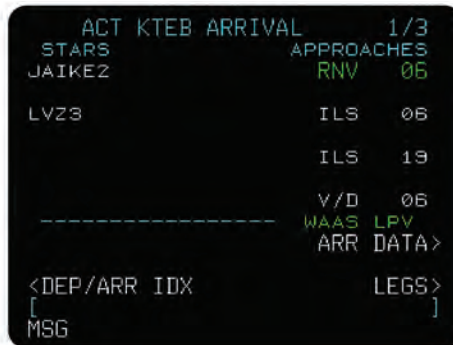 ACT KTEB ARRIVAL 1/3
STARS APPROACHES
JAIKE2 RNV 06
LVZ3 ILS 06
ILS 19
V/D 06
------------------ WAAS LPV
ARR DATA>
<DEP/ARR IDX LEGS>
[ ]
MSG